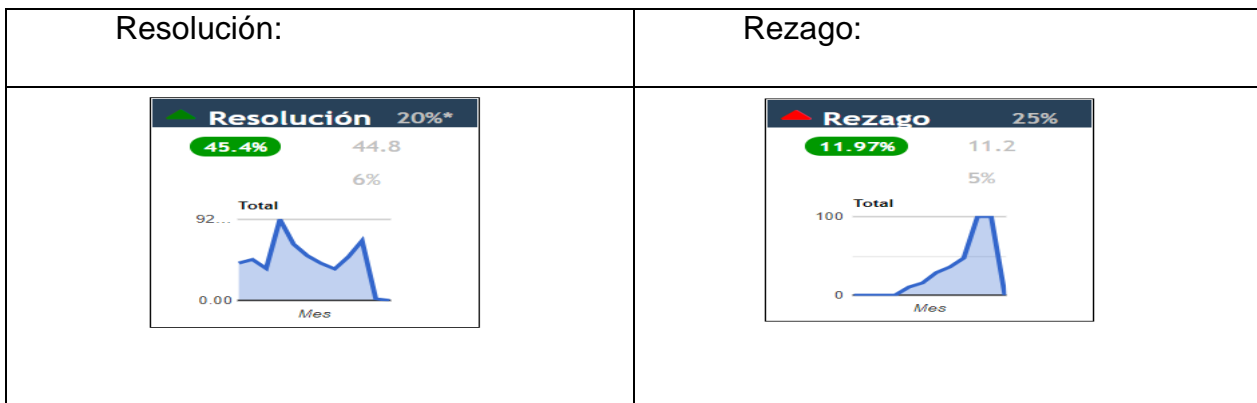 Resolución:
Rezago:
Resolución 20%*
45.4% 44.8
6%
Total
92...
0.00
Mes
Rezago 25%
11.97% 11.2
5%
Total
100
0
Mes